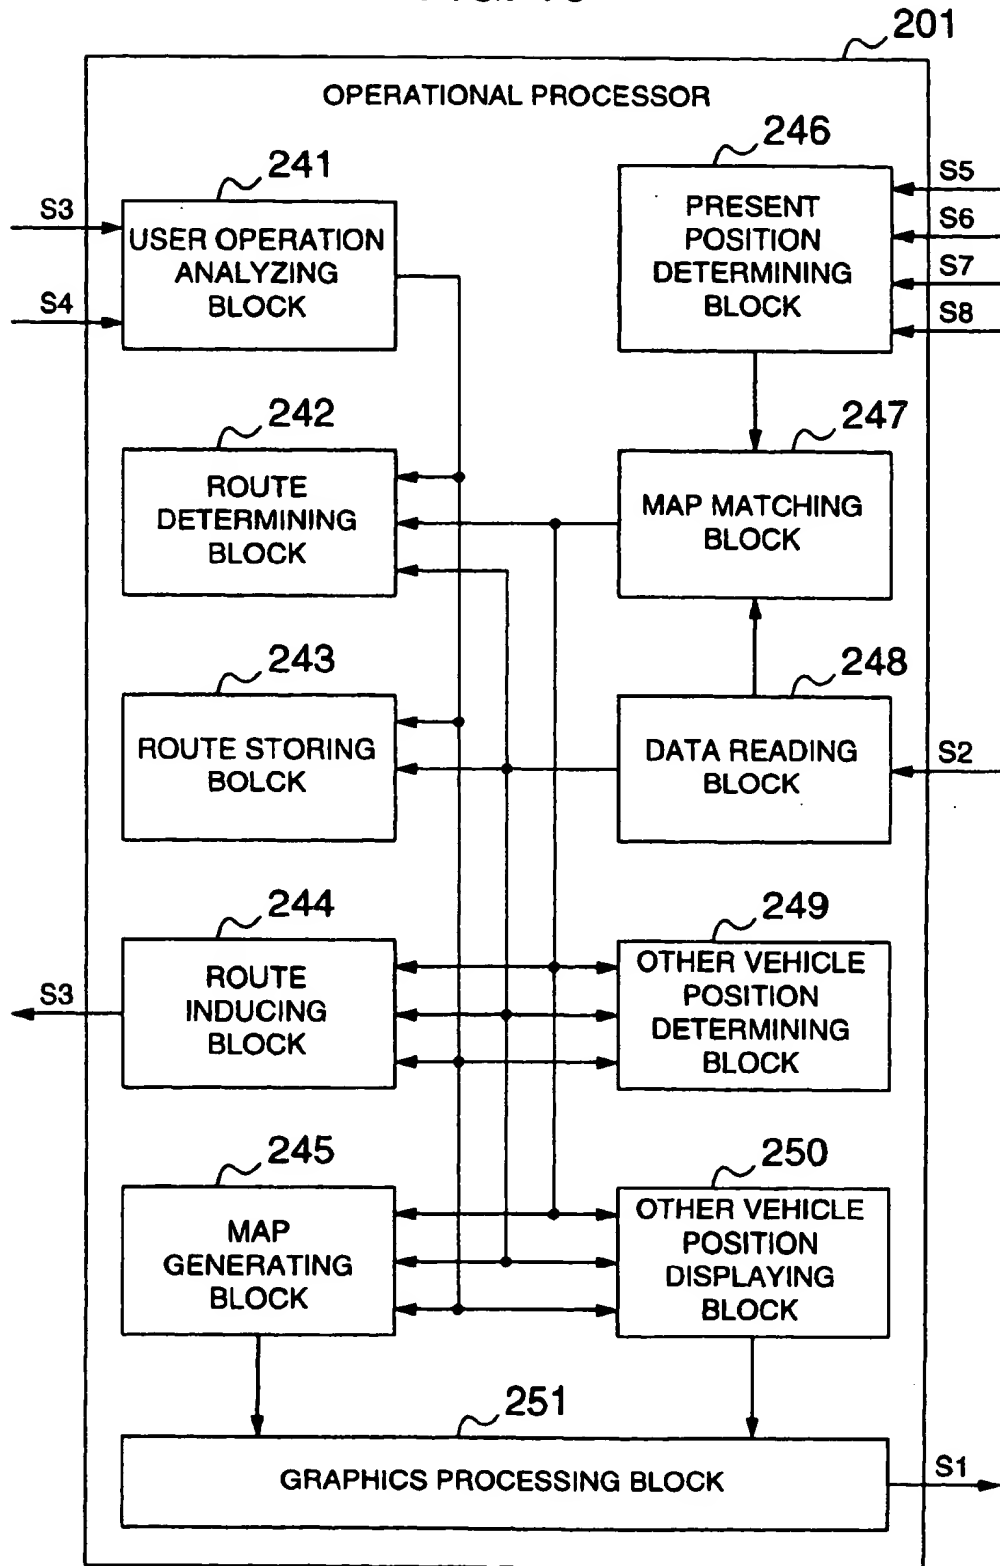 201
OPERATIONAL PROCESSOR
241
S3
S4
USER OPERATION
ANALYZING
BLOCK
246
PRESENT
POSITION
DETERMINING
BLOCK
S5
S6
S7
S8
242
ROUTE
DETERMINING
BLOCK
247
MAP MATCHING
BLOCK
243
ROUTE STORING
BOLCK
248
DATA READING
BLOCK
S2
244
S3
ROUTE
INDUCING
BLOCK
249
OTHER VEHICLE
POSITION
DETERMINING
BLOCK
245
MAP
GENERATING
BLOCK
250
OTHER VEHICLE
POSITION
DISPLAYING
BLOCK
251
GRAPHICS PROCESSING BLOCK
S1